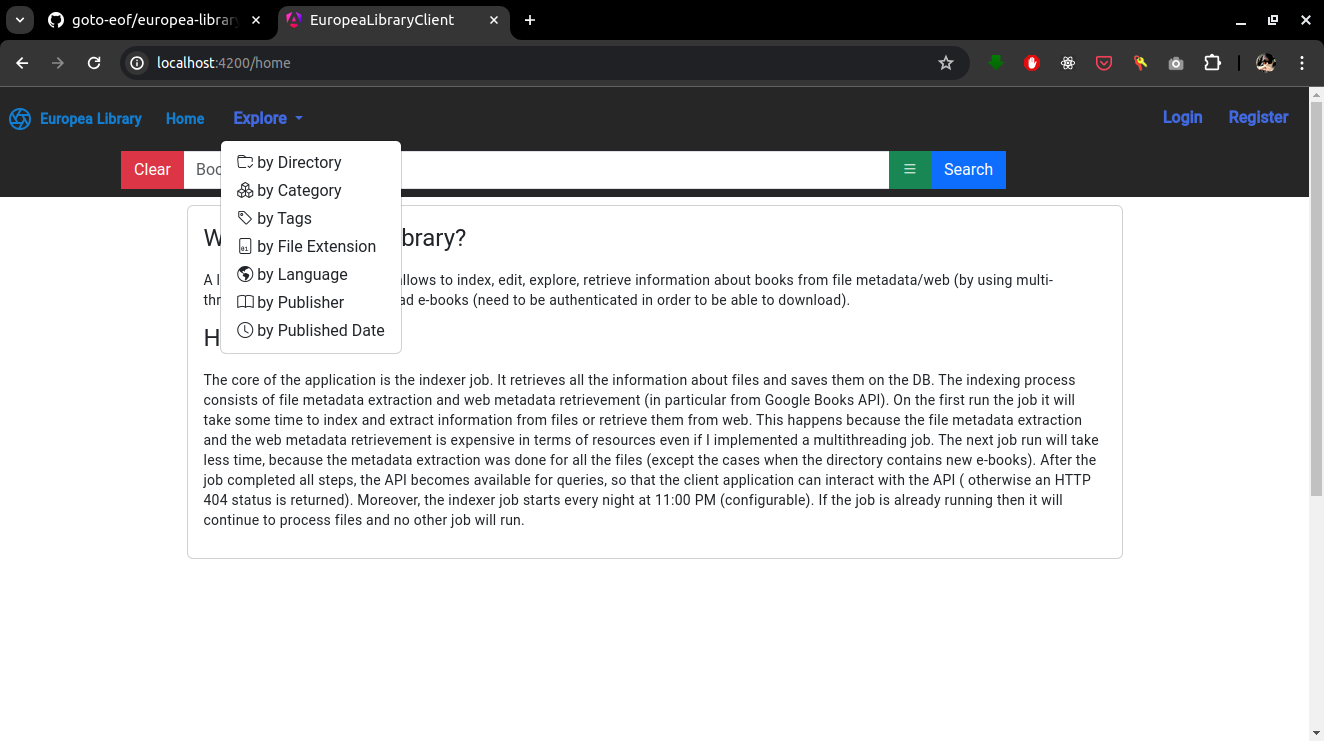 goto-eof/europea-library
EuropeaLibraryClient
localhost:4200/home
Europea Library
Home
Explore
Login
Register
by Directory
by Category
by Tags
by File Extension
by Language
by Publisher
by Published Date
Clear
Search
brary?
allows to index, edit, explore, retrieve information about books from file metadata/web (by using multi-
ad e-books (need to be authenticated in order to be able to download).
The core of the application is the indexer job. It retrieves all the information about files and saves them on the DB. The indexing process
consists of file metadata extraction and web metadata retrievement (in particular from Google Books API). On the first run the job it will
take some time to index and extract information from files or retrieve them from web. This happens because the file metadata extraction
and the web metadata retrievement is expensive in terms of resources even if I implemented a multithreading job. The next job run will take
less time, because the metadata extraction was done for all the files (except the cases when the directory contains new e-books). After the
job completed all steps, the API becomes available for queries, so that the client application can interact with the API ( otherwise an HTTP
404 status is returned). Moreover, the indexer job starts every night at 11:00 PM (configurable). If the job is already running then it will
continue to process files and no other job will run.